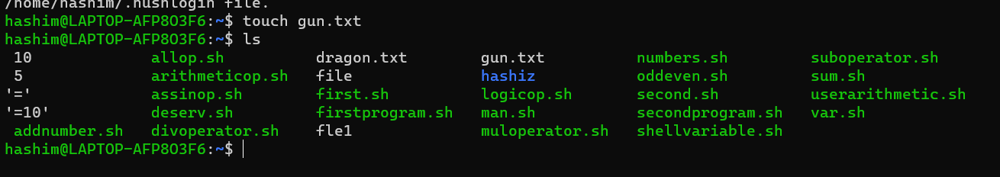 /home/hashim/.hushlogin file.
hashim@LAPTOP-AFP8O3F6:~$ touch gun.txt
hashim@LAPTOP-AFP8O3F6:~$ ls
 10             allop.sh          dragon.txt       gun.txt          numbers.sh         suboperator.sh
 5              arithmeticop.sh   file             hashiz           oddeven.sh         sum.sh
'='             assinop.sh        first.sh         logicop.sh       second.sh          userarithmetic.sh
'=10'           deserv.sh         firstprogram.sh  man.sh           secondprogram.sh   var.sh
 addnumber.sh   divoperator.sh    fle1             muloperator.sh   shellvariable.sh
hashim@LAPTOP-AFP8O3F6:~$